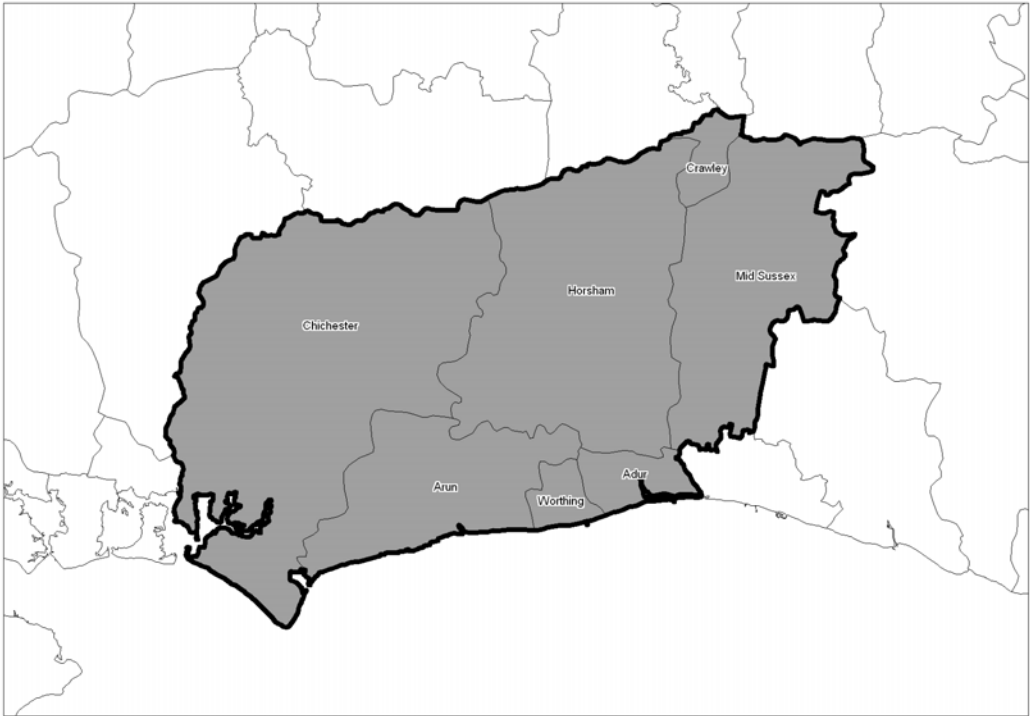 Crawley
Mid Sussex
Horsham
Chichester
Adur
Arun
Worthing